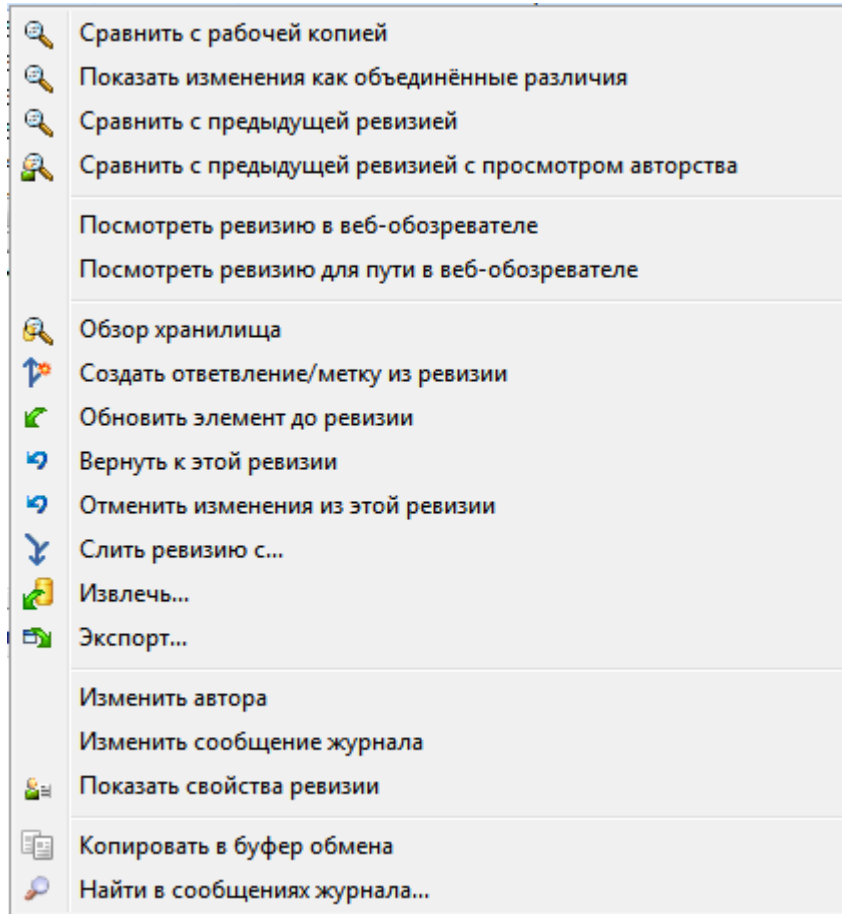 Сравнить с рабочей копией
Показать изменения как объединённые различия
Сравнить с предыдущей ревизией
Сравнить с предыдущей ревизией с просмотром авторства
Посмотреть ревизию в веб-обозревателе
Посмотреть ревизию для пути в веб-обозревателе
Обзор хранилища
Создать ответвление/метку из ревизии
Обновить элемент до ревизии
Вернуть к этой ревизии
Отменить изменения из этой ревизии
Слить ревизию с...
Извлечь...
Экспорт...
Изменить автора
Изменить сообщение журнала
Показать свойства ревизии
Копировать в буфер обмена
Найти в сообщениях журнала...